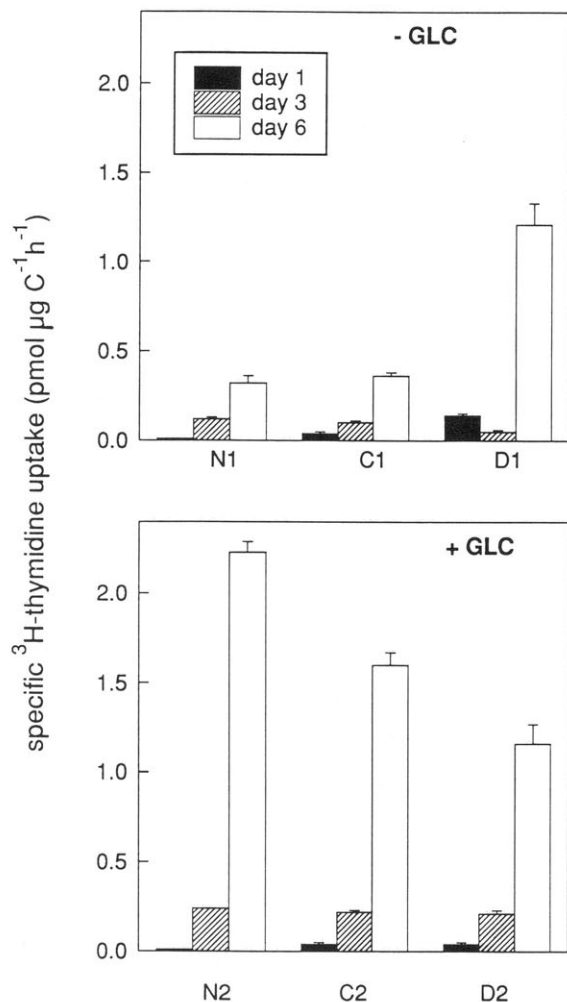 - GLC
day 1
day 3
day 6
2.0
1.5
1.0
0.5
0.0
N1 C1 D1
specific ³H-thymidine uptake (pmol µg C⁻¹h⁻¹)
+ GLC
2.0
1.5
1.0
0.5
0.0
N2 C2 D2